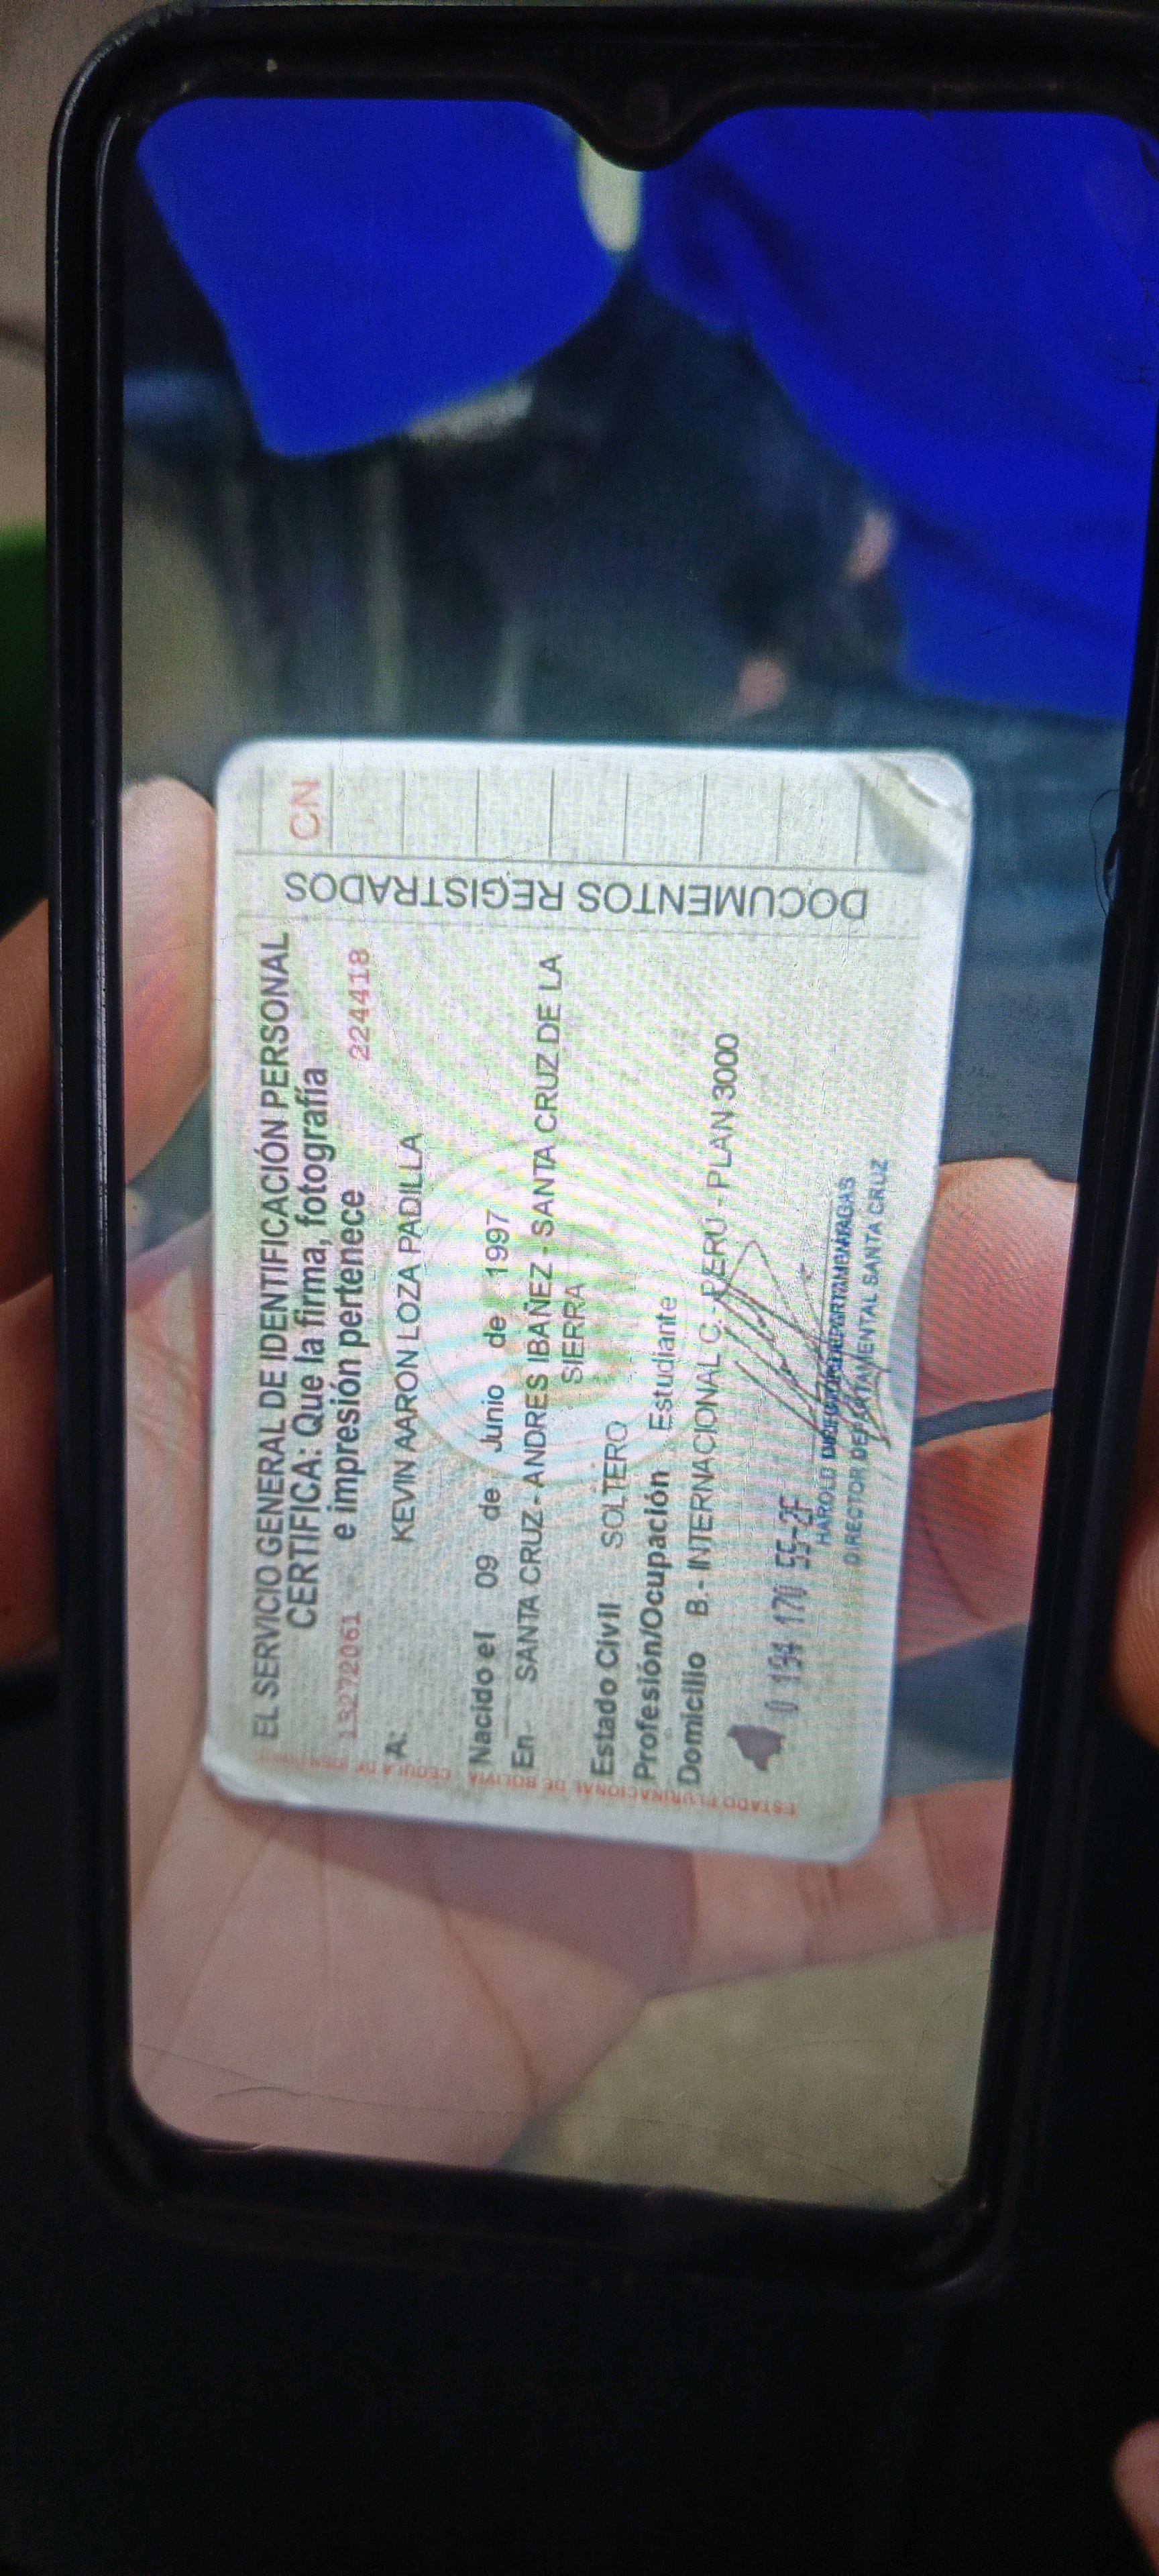 EL SERVICIO GENERAL DE IDENTIFICACIÓN PERSONAL
CERTIFICA: Que la firma, fotografía
13272061 e impresión pertenece 224418
A: KEVIN AARON LOZA PADILLA
Nacido el 09 de Junio de 1997
En SANTA CRUZ - ANDRES IBAÑEZ - SANTA CRUZ DE LA
SIERRA
Estado Civil SOLTERO
Profesión/Ocupación Estudiante
Domicilio B.- INTERNACIONAL C.-PERU - PLAN 3000
HAROLD
DIRECTOR DEPARTAMENTAL SANTA CRUZ
DOCUMENTOS REGISTRADOS
CN
ESTADO PLURINACIONAL DE BOLIVIA CEDULA DE